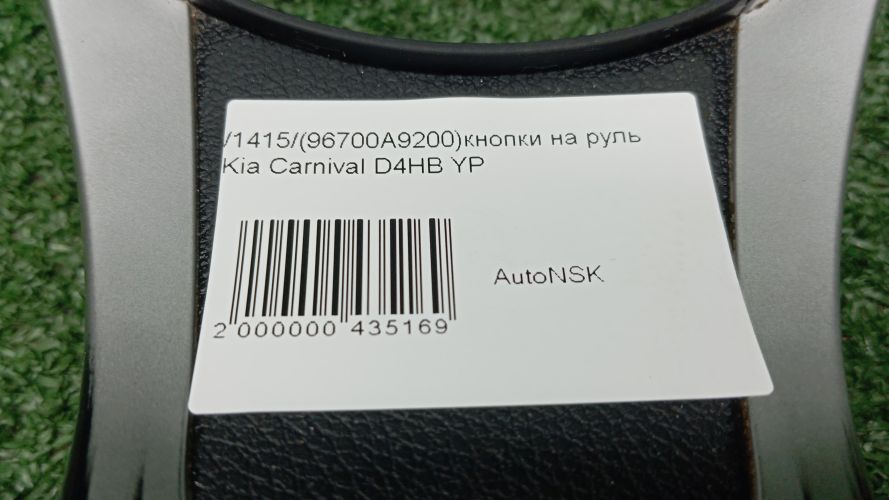 /1415/(96700A9200)кнопки на руль
Kia Carnival D4HB YP
AutoNSK
2 000000 435169